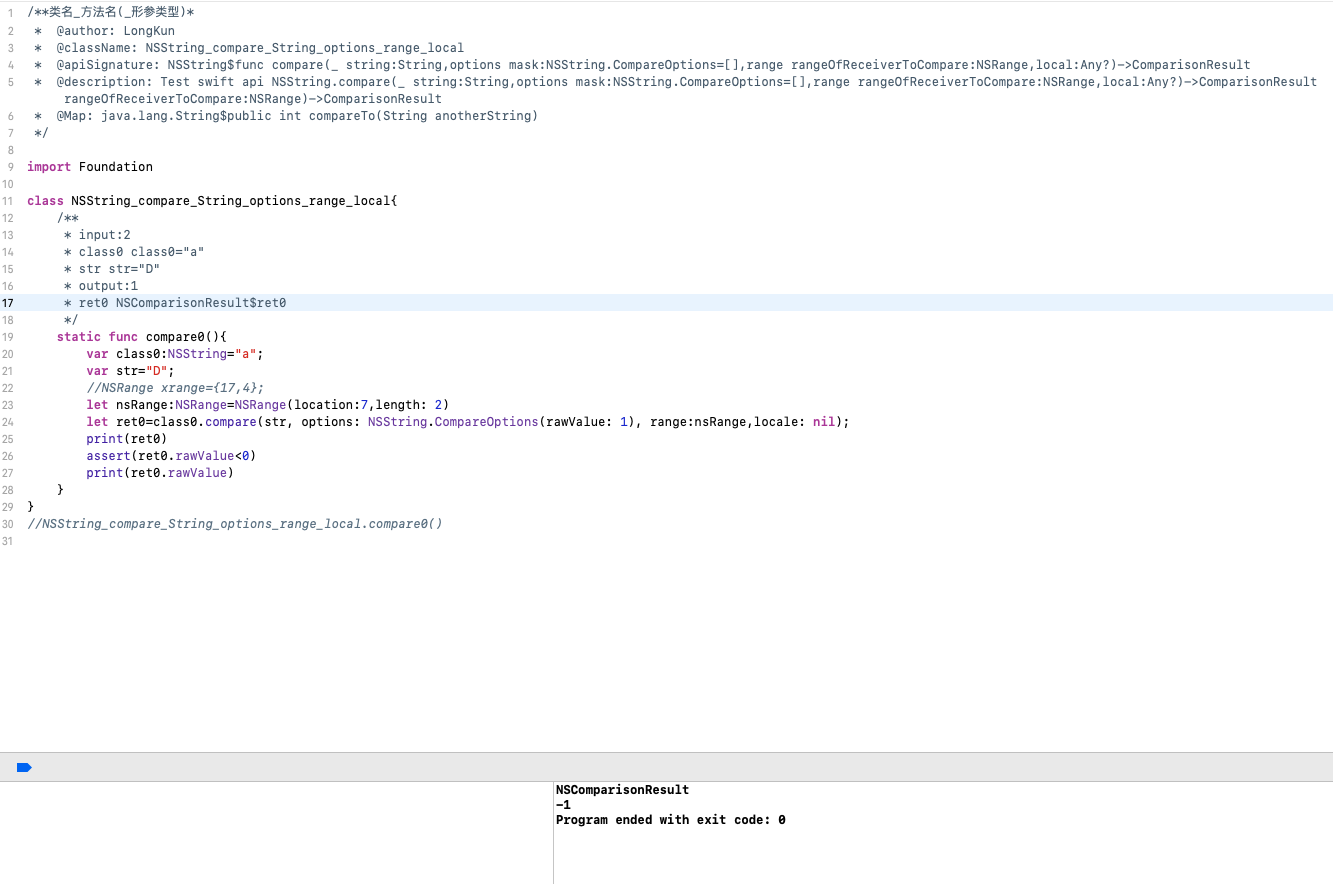 1 /**类名_方法名(_形参类型)*
2 *  @author: LongKun
3 *  @className: NSString_compare_String_options_range_local
4 *  @apiSignature: NSString$func compare(_ string:String,options mask:NSString.CompareOptions=[],range rangeOfReceiverToCompare:NSRange,local:Any?)->ComparisonResult
5 *  @description: Test swift api NSString.compare(_ string:String,options mask:NSString.CompareOptions=[],range rangeOfReceiverToCompare:NSRange,local:Any?)->ComparisonResult
rangeOfReceiverToCompare:NSRange)->ComparisonResult
6 *  @Map: java.lang.String$public int compareTo(String anotherString)
7 */
8
9 import Foundation
10
11 class NSString_compare_String_options_range_local{
12     /**
13      * input:2
14      * class0 class0="a"
15      * str str="D"
16      * output:1
17      * ret0 NSComparisonResult$ret0
18      */
19     static func compare0(){
20         var class0:NSString="a";
21         var str="D";
22         //NSRange xrange={17,4};
23         let nsRange:NSRange=NSRange(location:7,length: 2)
24         let ret0=class0.compare(str, options: NSString.CompareOptions(rawValue: 1), range:nsRange,locale: nil);
25         print(ret0)
26         assert(ret0.rawValue<0)
27         print(ret0.rawValue)
28     }
29 }
30 //NSString_compare_String_options_range_local.compare0()
31
NSComparisonResult
-1
Program ended with exit code: 0